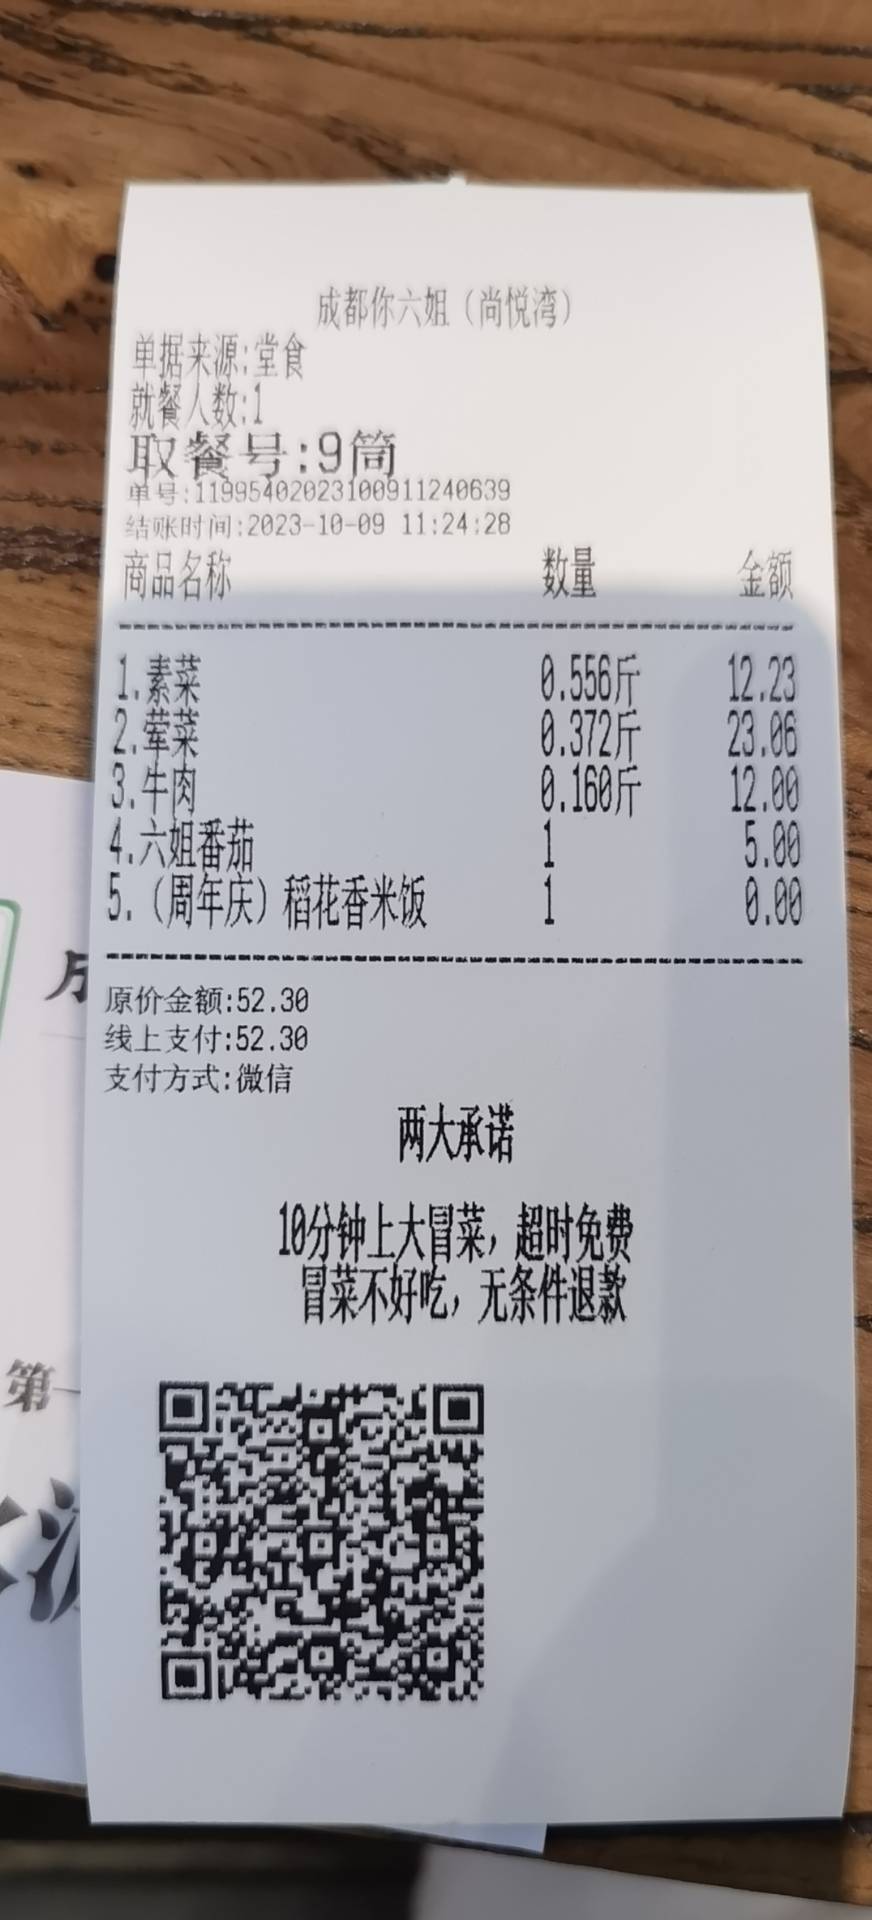 成都你六姐（尚悦湾）
单据来源:堂食
就餐人数:1
取餐号:9筒
单号:11995402023100911240639
结账时间:2023-10-09 11:24:28
商品名称 数量 金额
1.素菜 0.556斤 12.23
2.荤菜 0.372斤 23.06
3.牛肉 0.160斤 12.00
4.六姐番茄 1 5.00
5.（周年庆）稻花香米饭 1 0.00
原价金额:52.30
线上支付:52.30
支付方式:微信
两大承诺
10分钟上大冒菜，超时免费
冒菜不好吃，无条件退款
第一